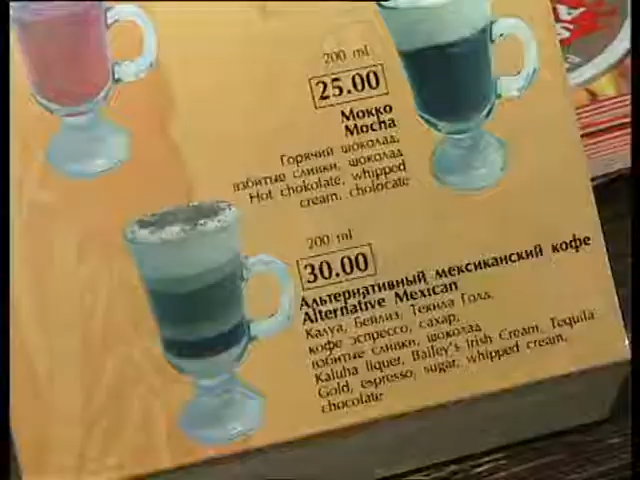 200 ml
25.00
Мокко
Mocha
Горячий шоколад,
взбитые сливки, шоколад
Hot chokolate, whipped
cream, cholocate
200 ml
30.00
Альтернативный мексиканский кофе
Alternative Mexican
Калуа, Бейлиз, Текила Голд,
кофе эспрессо, сахар,
взбитые сливки, шоколад
Kaluha liquer, Bailey's Irish Cream, Tequila
Gold, espresso, sugar, whipped cream,
chocolate